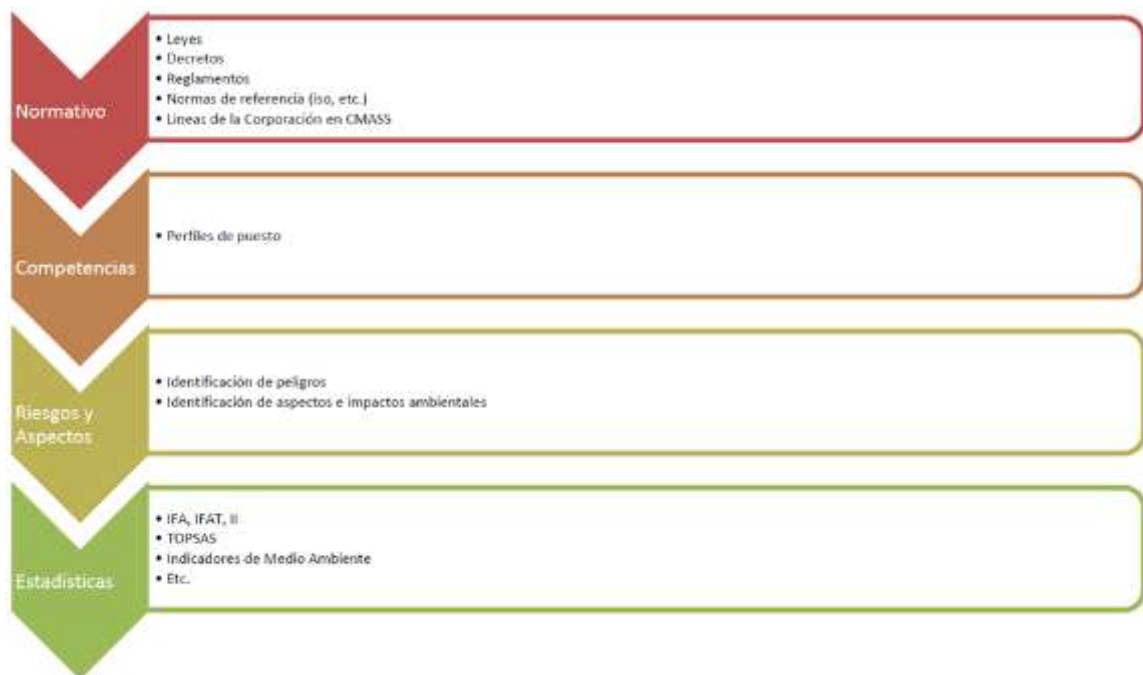 Normativo
• Leyes
• Decretos
• Reglamentos
• Normas de referencia (iso, etc.)
• Lineas de la Corporación en CMASS
Competencias
• Perfiles de puesto
Riesgos y
Aspectos
• Identificación de peligros
• Identificación de aspectos e impactos ambientales
Estadísticas
• IFA, IFAT, II
• TOPSAS
• Indicadores de Medio Ambiente
• Etc.